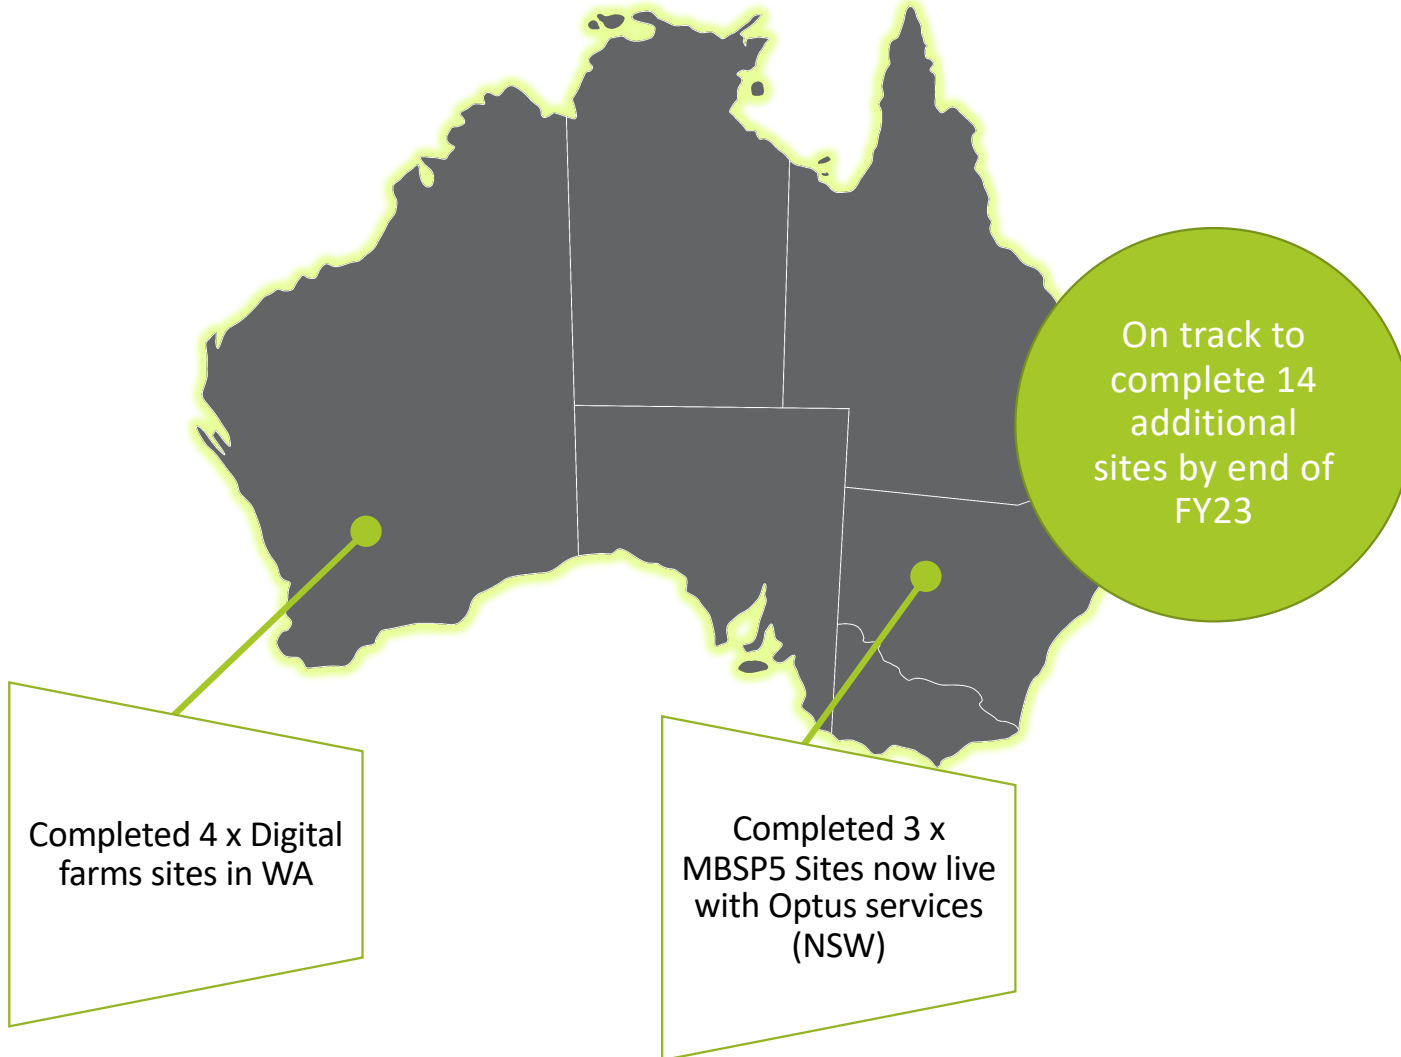 On track to
complete 14
additional
sites by end of
FY23
Completed 4 x Digital
farms sites in WA
Completed 3 x
MBSP5 Sites now live
with Optus services
(NSW)